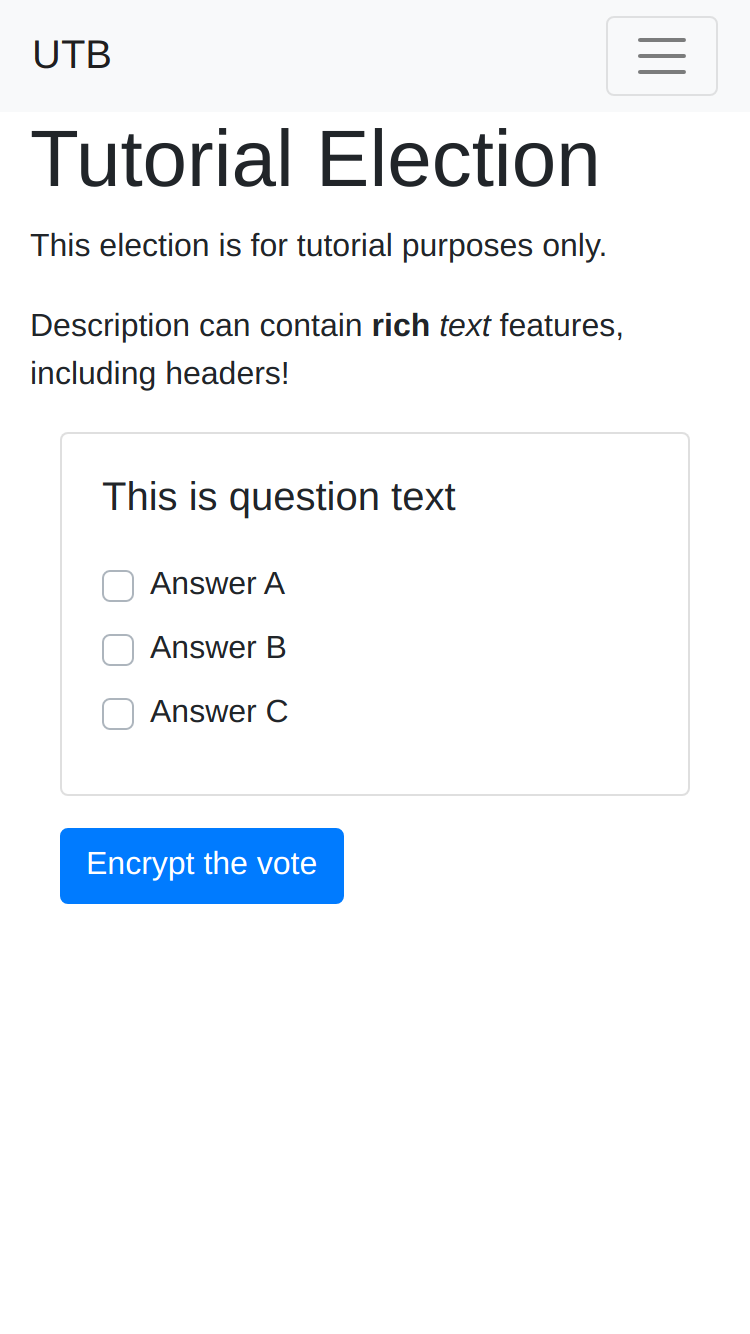 UTB
Tutorial Election
This election is for tutorial purposes only.
Description can contain rich text features,
including headers!
This is question text
Answer A
Answer B
Answer C
Encrypt the vote